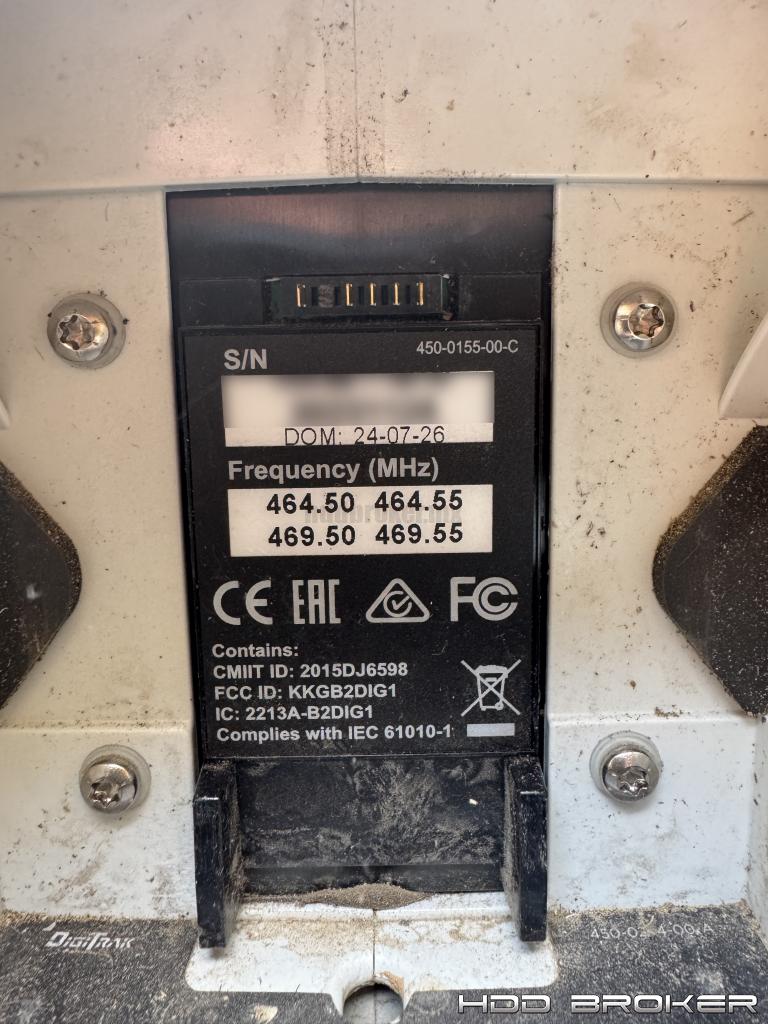 S/N 450-0155-00-C
DOM: 24-07-26
Frequency (MHz)
464.50 464.55
469.50 469.55
CE EAC FC
Contains:
CMIIT ID: 2015DJ6598
FCC ID: KKGB2DIG1
IC: 2213A-B2DIG1
Complies with IEC 61010-1
DIGITRAK
HDD BROKER